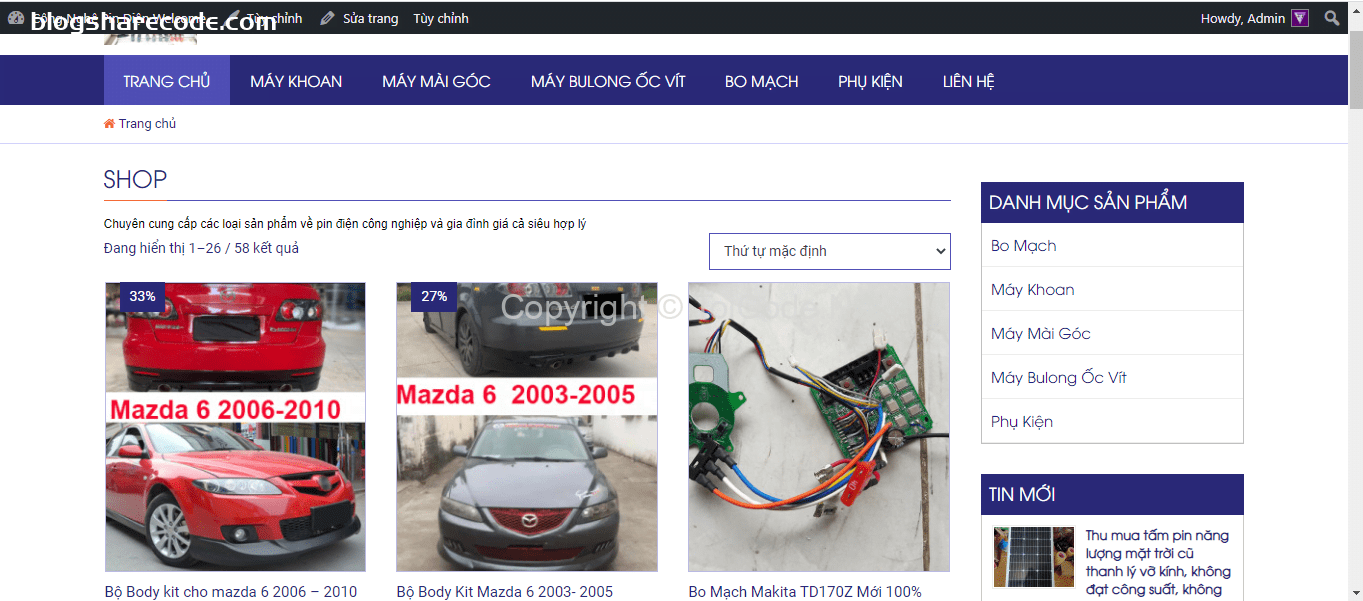 Công Nghệ Pin Điện Welcome
Tùy chỉnh
Sửa trang
Tùy chỉnh
Howdy, Admin
blogsharecode.com
TRANG CHỦ
MÁY KHOAN
MÁY MÀI GÓC
MÁY BULONG ỐC VÍT
BO MẠCH
PHỤ KIỆN
LIÊN HỆ
Trang chủ
SHOP
Chuyên cung cấp các loại sản phẩm về pin điện công nghiệp và gia đình giá cả siêu hợp lý
Đang hiển thị 1–26 / 58 kết quả
Thứ tự mặc định
33%
27%
Copyright ©
Mazda 6 2006-2010
Mazda 6 2003-2005
Bộ Body kit cho mazda 6 2006 – 2010
Bộ Body Kit Mazda 6 2003- 2005
Bo Mạch Makita TD170Z Mới 100%
DANH MỤC SẢN PHẨM
Bo Mạch
Máy Khoan
Máy Mài Góc
Máy Bulong Ốc Vít
Phụ Kiện
TIN MỚI
Thu mua tấm pin năng
lượng mặt trời cũ
thanh lý vỡ kính, không
đạt công suất, không